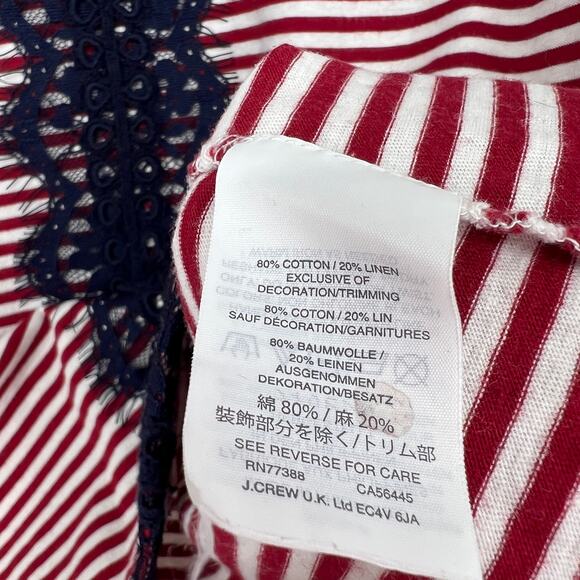 80% COTTON / 20% LINEN
EXCLUSIVE OF
DECORATION/TRIMMING
80% COTON / 20% LIN
SAUF DÉCORATION/GARNITURES
80% BAUMWOLLE /
20% LEINEN
AUSGENOMMEN
DEKORATION/BESATZ
綿 80% / 麻 20%
装飾部分を除く/トリム部
SEE REVERSE FOR CARE
RN77388 CA56445
J.CREW U.K. Ltd EC4V 6JA